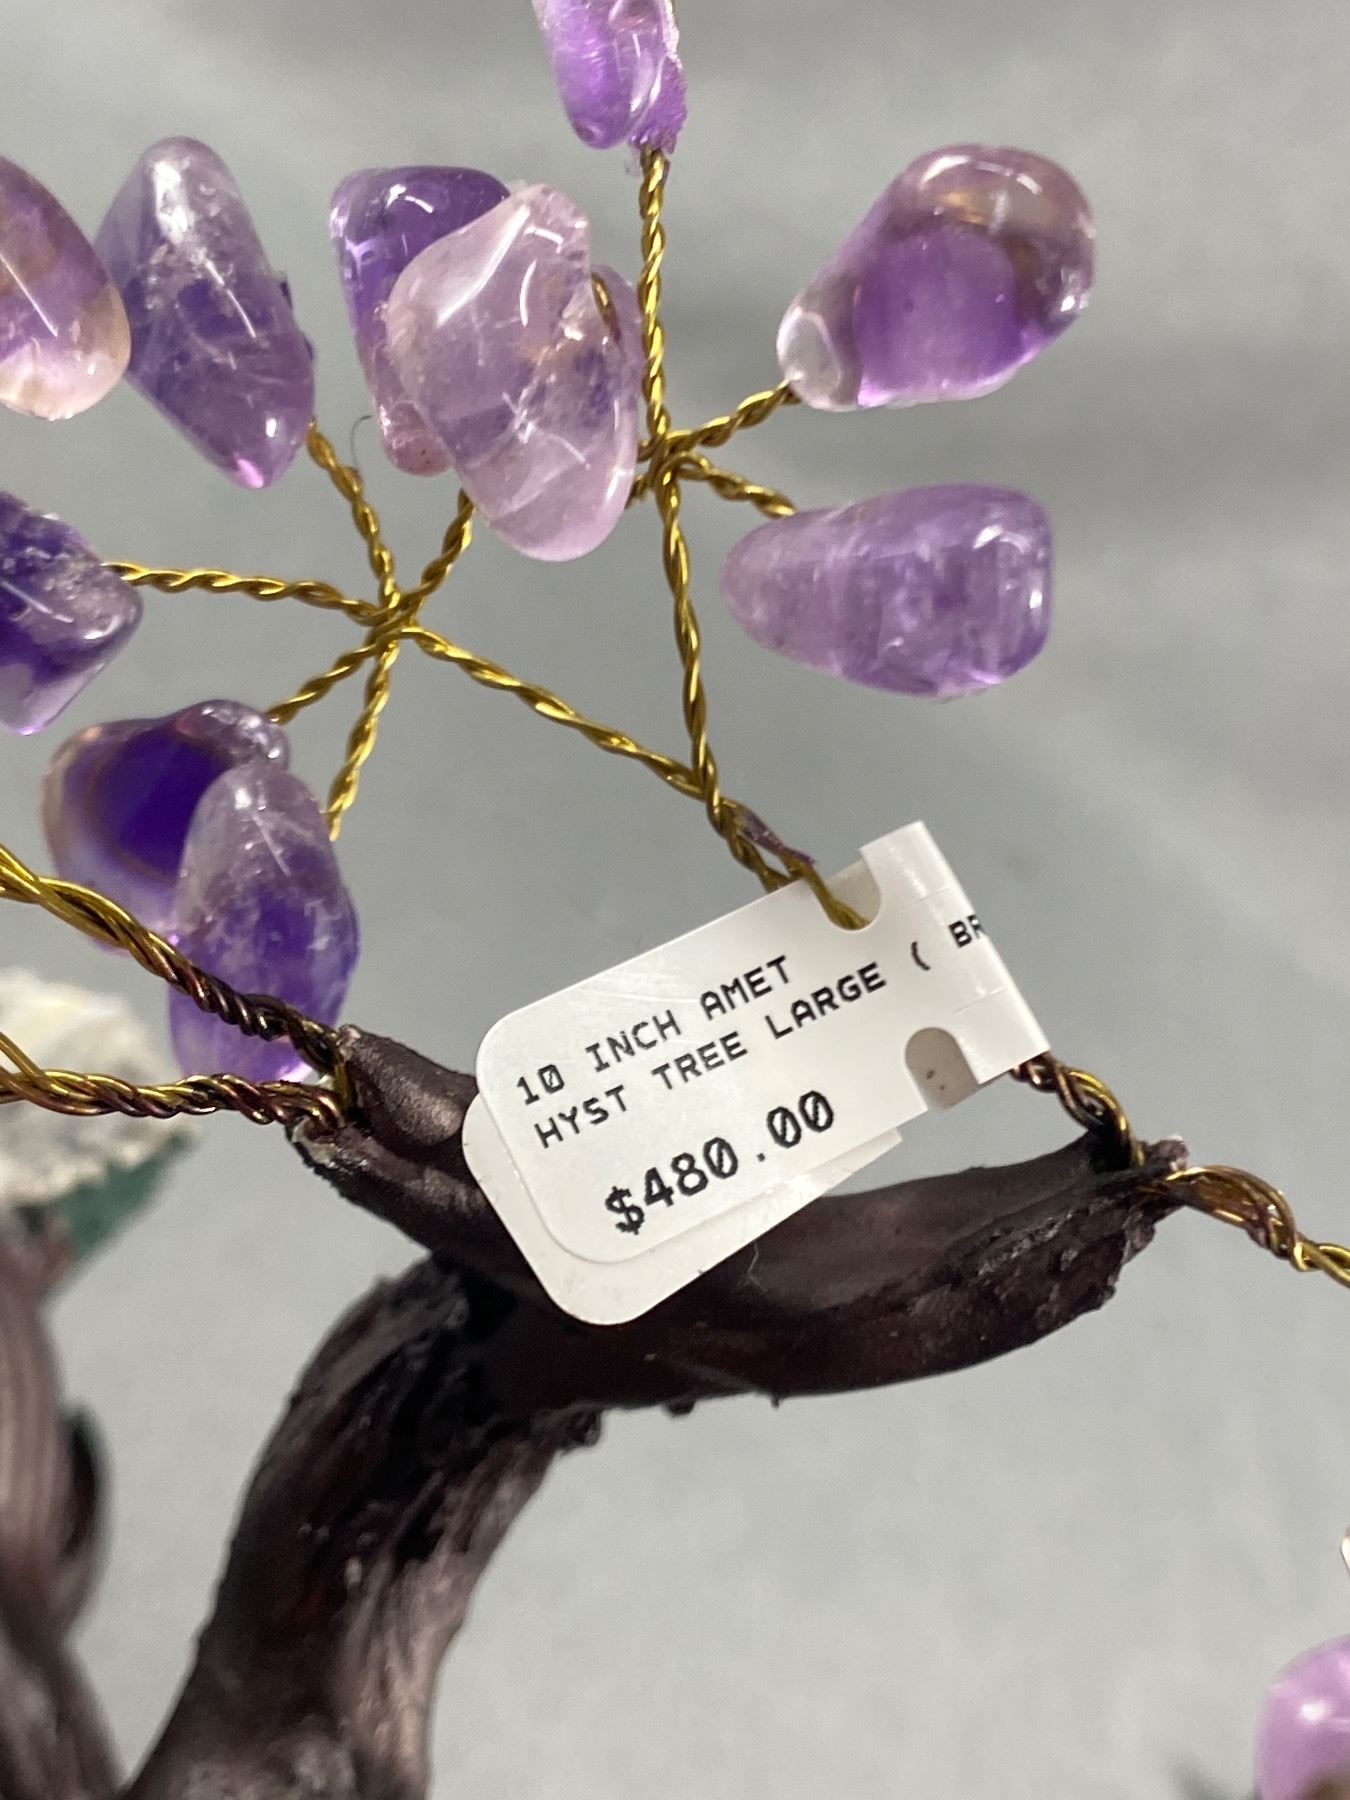 10 INCH AMET
HYST TREE LARGE (
$480.00